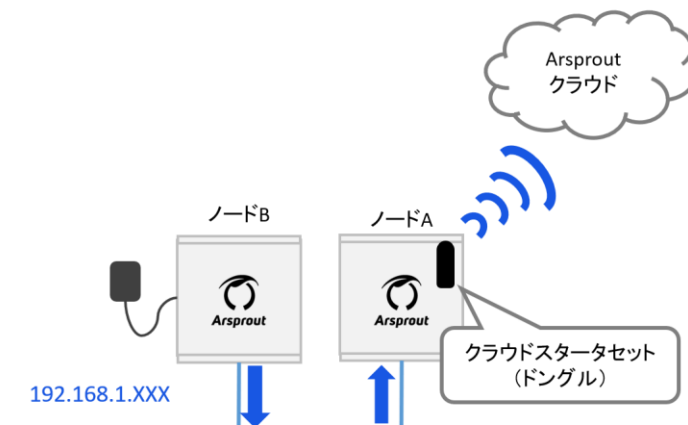 Arsprout
クラウド
ノードB
ノードA
Arsprout
Arsprout
クラウドスタータセット
(ドングル)
192.168.1.XXX